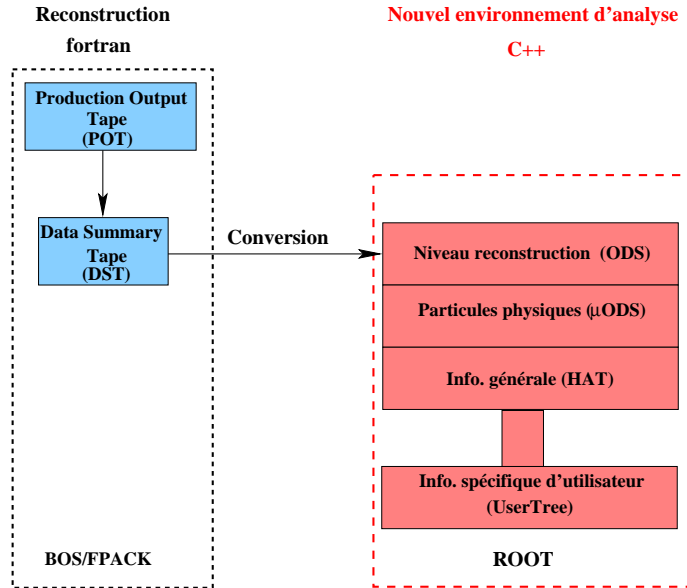 Reconstruction
fortran
Production Output
Tape
(POT)
Data Summary
Tape
(DST)
BOS/FPACK
Conversion
Nouvel environnement d'analyse
C++
Niveau reconstruction (ODS)
Particules physiques (µODS)
Info. générale (HAT)
Info. spécifique d'utilisateur
(UserTree)
ROOT